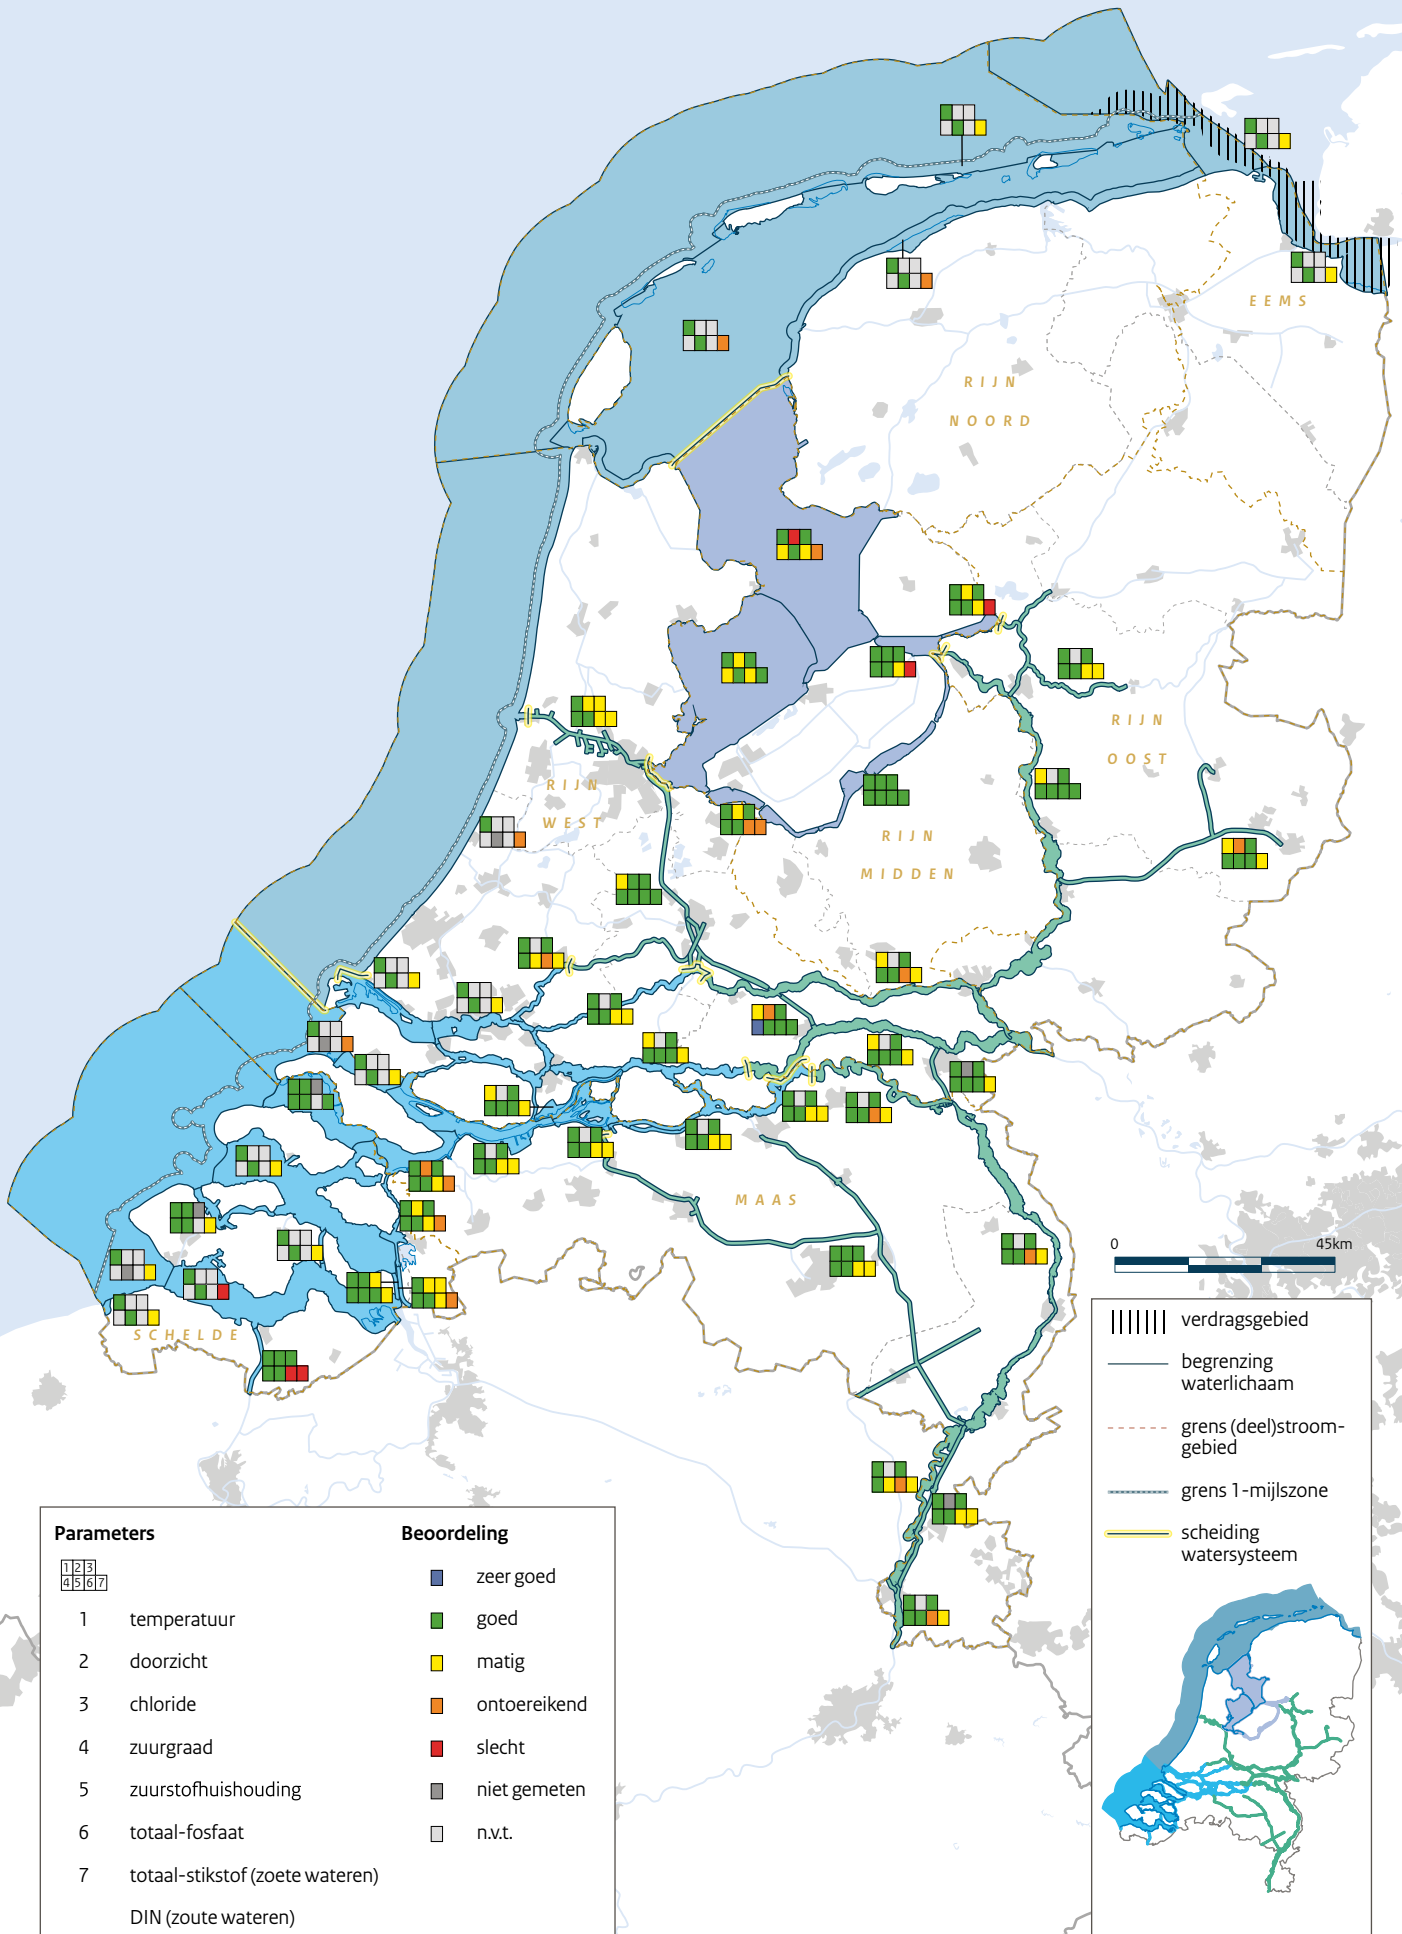 EEMS
RIJN
NOORD
RIJN
OOST
RIJN
WEST
RIJN
MIDDEN
MAAS
SCHELDE
0 45km
verdragsgebied
begrenzing
waterlichaam
grens (deel)stroom-
gebied
grens 1-mijlszone
scheiding
watersysteem
Parameters
1 2 3
4 5 6 7
1 temperatuur
2 doorzicht
3 chloride
4 zuurgraad
5 zuurstofhuishouding
6 totaal-fosfaat
7 totaal-stikstof (zoete wateren)
DIN (zoute wateren)
Beoordeling
zeer goed
goed
matig
ontoereikend
slecht
niet gemeten
n.v.t.